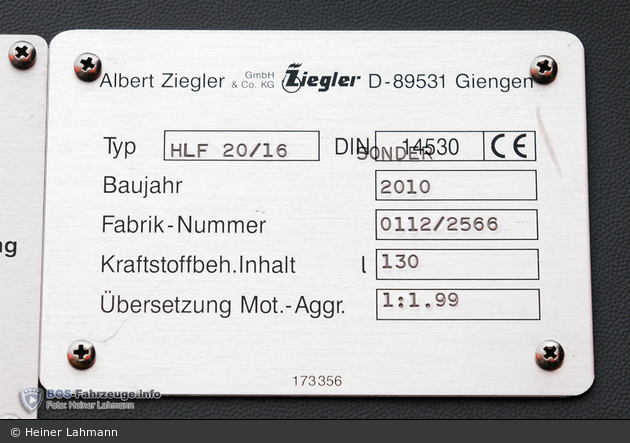 Albert Ziegler GmbH & Co. KG Ziegler D-89531 Giengen
Typ HLF 20/16 DIN 14530 SONDER CE
Baujahr 2010
Fabrik-Nummer 0112/2566
ng
Kraftstoffbeh.Inhalt l 130
Übersetzung Mot.-Aggr. 1:1.99
173356
BOS-Fahrzeuge.info
Foto: Heiner Lahmann
© Heiner Lahmann